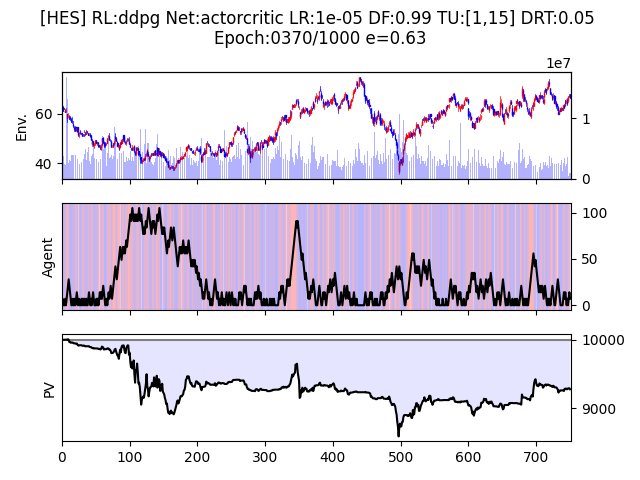 [HES] RL:ddpg Net:actorcritic LR:1e-05 DF:0.99 TU:[1,15] DRT:0.05
Epoch:0370/1000 e=0.63
1e7
Env.
60
40
1
0
Agent
100
50
0
PV
10000
9000
0 100 200 300 400 500 600 700